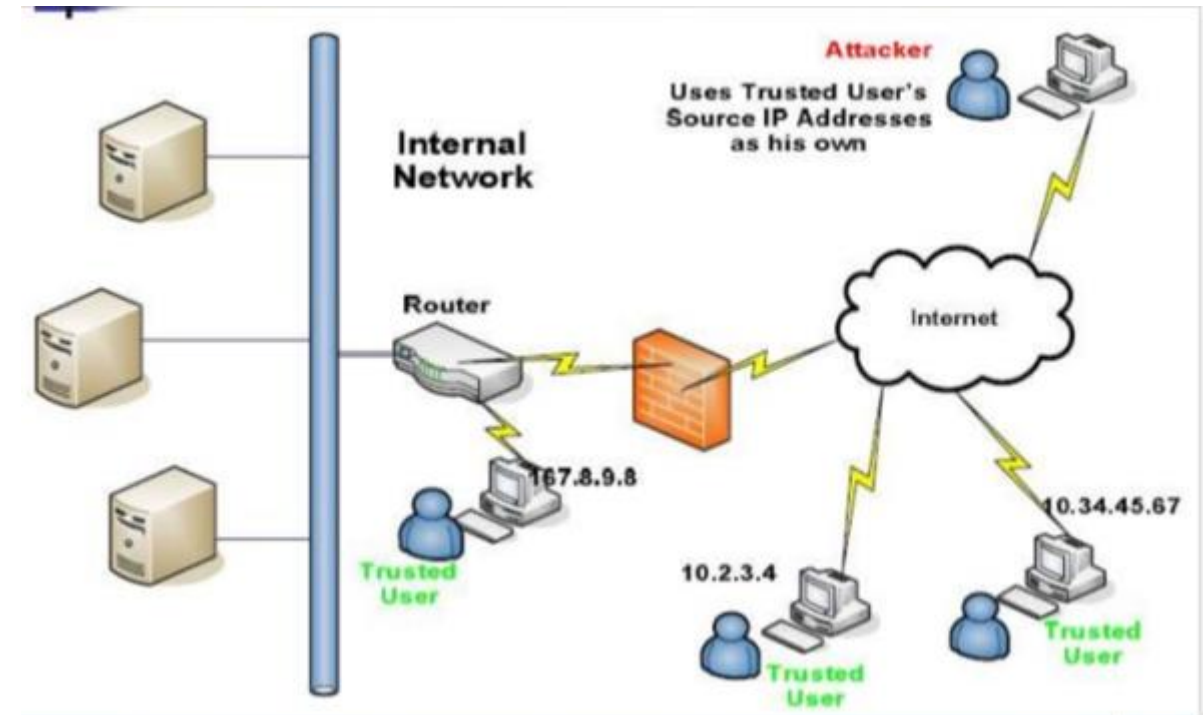 Attacker
Uses Trusted User's
Source IP Addresses
as his own
Internal
Network
Router
Internet
167.8.9.8
Trusted
User
10.2.3.4
Trusted
User
10.34.45.67
Trusted
User